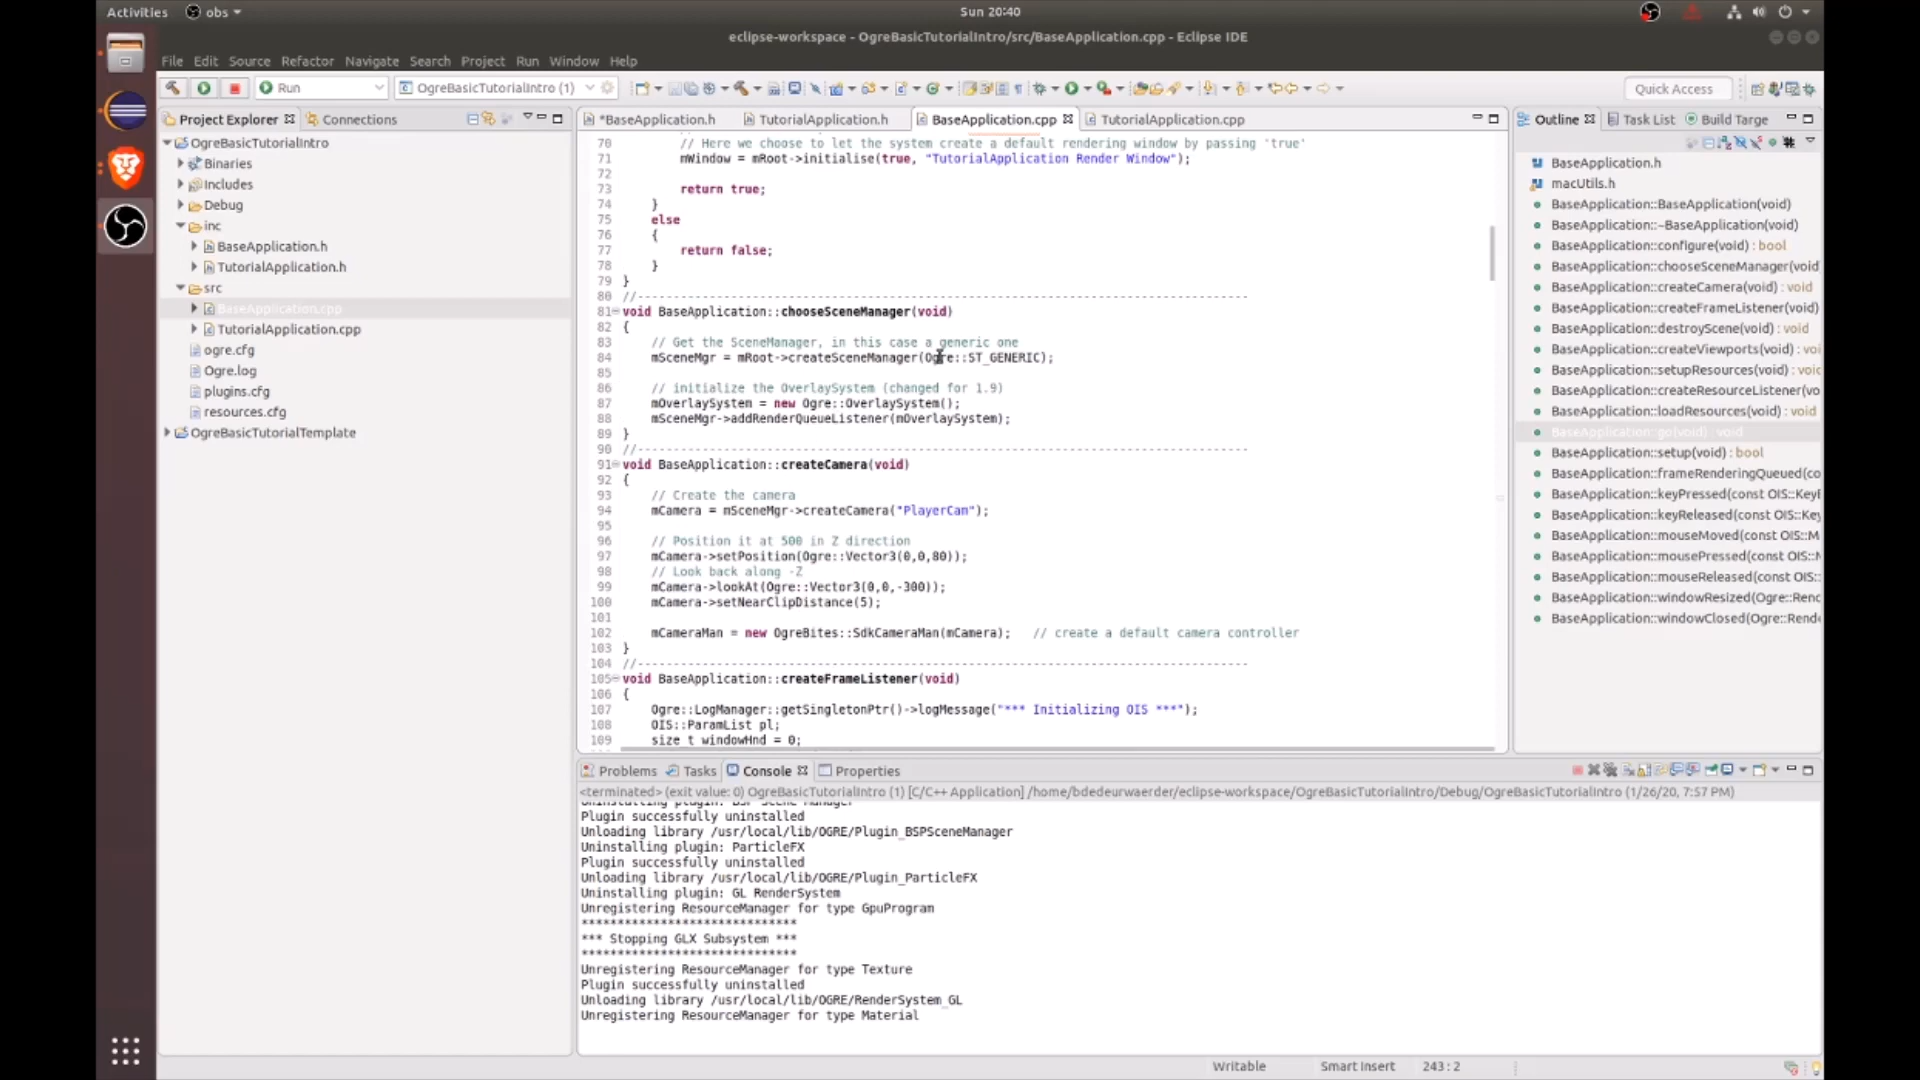 Activities
obs
Sun 20:40
eclipse-workspace - OgreBasicTutorialIntro/src/BaseApplication.cpp - Eclipse IDE
File Edit Source Refactor Navigate Search Project Run Window Help
Run
OgreBasicTutorialIntro (1)
Quick Access
Project Explorer
Connections
OgreBasicTutorialIntro
Binaries
Includes
Debug
inc
BaseApplication.h
TutorialApplication.h
src
BaseApplication.cpp
TutorialApplication.cpp
ogre.cfg
Ogre.log
plugins.cfg
resources.cfg
OgreBasicTutorialTemplate
*BaseApplication.h
TutorialApplication.h
BaseApplication.cpp
TutorialApplication.cpp
70 // Here we choose to let the system create a default rendering window by passing 'true'
71 mWindow = mRoot->initialise(true, "TutorialApplication Render Window");
72
73 return true;
74 }
75 else
76 {
77 return false;
78 }
79 }
80 //-------------------------------------------------------------------------------------
81 void BaseApplication::chooseSceneManager(void)
82 {
83 // Get the SceneManager, in this case a generic one
84 mSceneMgr = mRoot->createSceneManager(Ogre::ST_GENERIC);
85
86 // initialize the OverlaySystem (changed for 1.9)
87 mOverlaySystem = new Ogre::OverlaySystem();
88 mSceneMgr->addRenderQueueListener(mOverlaySystem);
89 }
90 //-------------------------------------------------------------------------------------
91 void BaseApplication::createCamera(void)
92 {
93 // Create the camera
94 mCamera = mSceneMgr->createCamera("PlayerCam");
95
96 // Position it at 500 in Z direction
97 mCamera->setPosition(Ogre::Vector3(0,0,80));
98 // Look back along -Z
99 mCamera->lookAt(Ogre::Vector3(0,0,-300));
100 mCamera->setNearClipDistance(5);
101
102 mCameraMan = new OgreBites::SdkCameraMan(mCamera); // create a default camera controller
103 }
104 //-------------------------------------------------------------------------------------
105 void BaseApplication::createFrameListener(void)
106 {
107 Ogre::LogManager::getSingletonPtr()->logMessage("*** Initializing OIS ***");
108 OIS::ParamList pl;
109 size_t windowHnd = 0;
Outline
Task List
Build Targe
BaseApplication.h
macUtils.h
BaseApplication::BaseApplication(void)
BaseApplication::~BaseApplication(void)
BaseApplication::configure(void) : bool
BaseApplication::chooseSceneManager(void
BaseApplication::createCamera(void) : void
BaseApplication::createFrameListener(void)
BaseApplication::destroyScene(void) : void
BaseApplication::createViewports(void) : voi
BaseApplication::setupResources(void) : voi
BaseApplication::createResourceListener(voi
BaseApplication::loadResources(void) : void
BaseApplication::go(void) : void
BaseApplication::setup(void) : bool
BaseApplication::frameRenderingQueued(co
BaseApplication::keyPressed(const OIS::KeyE
BaseApplication::keyReleased(const OIS::Key
BaseApplication::mouseMoved(const OIS::M
BaseApplication::mousePressed(const OIS::M
BaseApplication::mouseReleased(const OIS::
BaseApplication::windowResized(Ogre::Renc
BaseApplication::windowClosed(Ogre::Rende
Problems
Tasks
Console
Properties
<terminated> (exit value: 0) OgreBasicTutorialIntro (1) [C/C++ Application] /home/bdedeurwaerder/eclipse-workspace/OgreBasicTutorialIntro/Debug/OgreBasicTutorialIntro (1/26/20, 7:57 PM)
Uninstalling plugin: BSP Scene Manager
Plugin successfully uninstalled
Unloading library /usr/local/lib/OGRE/Plugin_BSPSceneManager
Uninstalling plugin: ParticleFX
Plugin successfully uninstalled
Unloading library /usr/local/lib/OGRE/Plugin_ParticleFX
Uninstalling plugin: GL RenderSystem
Unregistering ResourceManager for type GpuProgram
******************************
*** Stopping GLX Subsystem ***
******************************
Unregistering ResourceManager for type Texture
Plugin successfully uninstalled
Unloading library /usr/local/lib/OGRE/RenderSystem_GL
Unregistering ResourceManager for type Material
Writable
Smart Insert
243 : 2